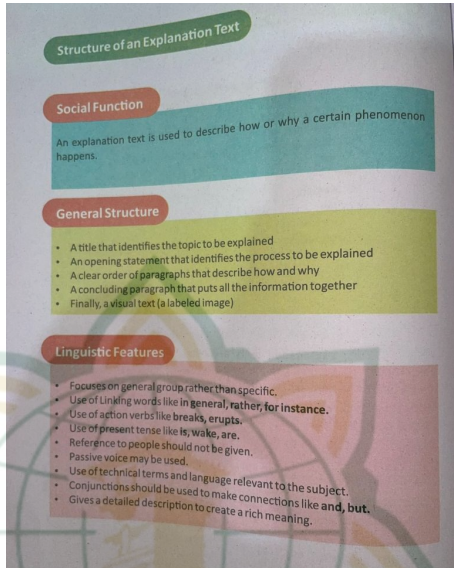 Structure of an Explanation Text
Social Function
An explanation text is used to describe how or why a certain phenomenon
happens.
General Structure
• A title that identifies the topic to be explained
• An opening statement that identifies the process to be explained
• A clear order of paragraphs that describe how and why
• A concluding paragraph that puts all the information together
• Finally, a visual text (a labeled image)
Linguistic Features
• Focuses on general group rather than specific.
• Use of Linking words like in general, rather, for instance.
• Use of action verbs like breaks, erupts.
• Use of present tense like is, wake, are.
• Reference to people should not be given.
• Passive voice may be used.
• Use of technical terms and language relevant to the subject.
• Conjunctions should be used to make connections like and, but.
• Gives a detailed description to create a rich meaning.